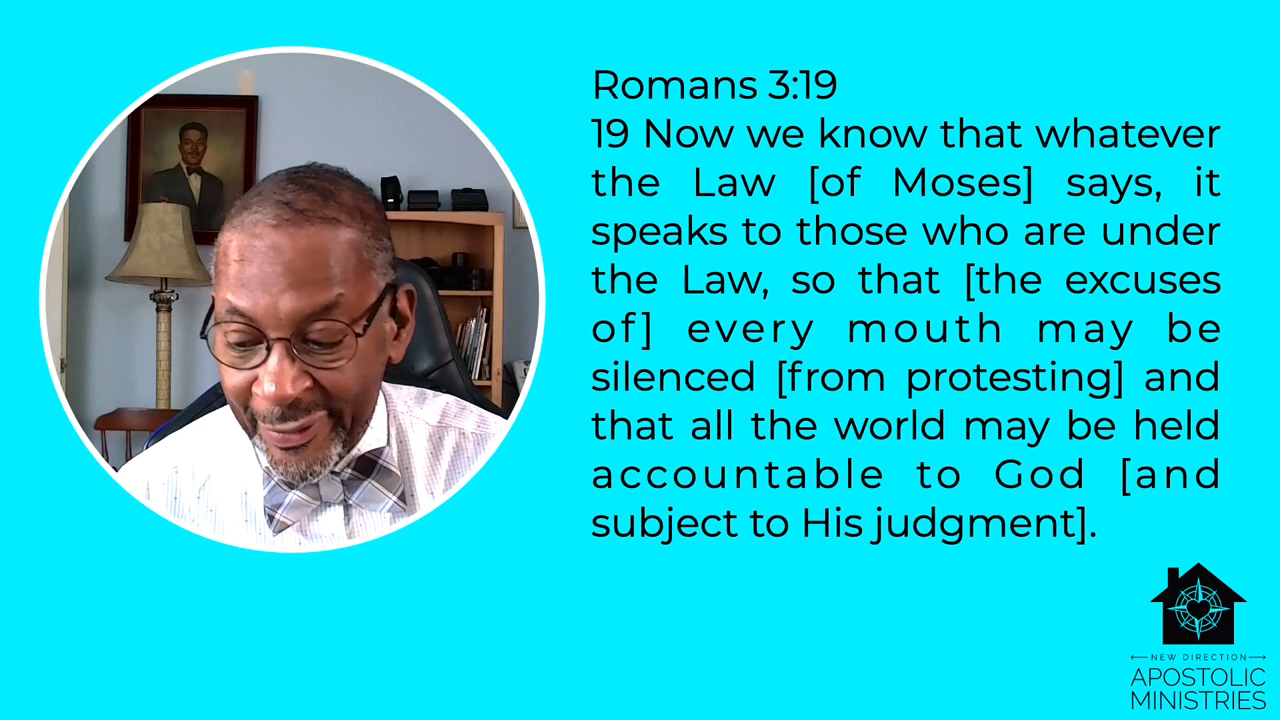 Romans 3:19
19 Now we know that whatever
the Law [of Moses] says, it
speaks to those who are under
the Law, so that [the excuses
of] every mouth may be
silenced [from protesting] and
that all the world may be held
accountable to God [and
subject to His judgment].
NEW DIRECTION
APOSTOLIC
MINISTRIES